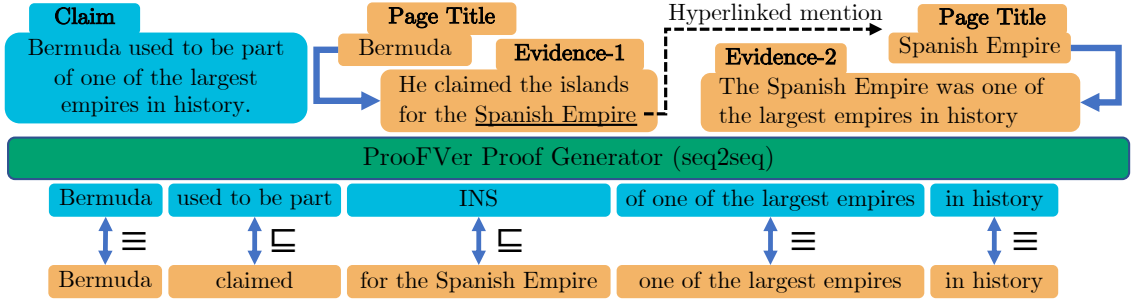 Claim
Bermuda used to be part
of one of the largest
empires in history.
Page Title
Bermuda
Evidence-1
He claimed the islands
for the Spanish Empire
Hyperlinked mention
Page Title
Spanish Empire
Evidence-2
The Spanish Empire was one of
the largest empires in history
ProoFVer Proof Generator (seq2seq)
Bermuda used to be part INS of one of the largest empires in history
≡ ⊑ ⊑ ≡ ≡
Bermuda claimed for the Spanish Empire one of the largest empires in history